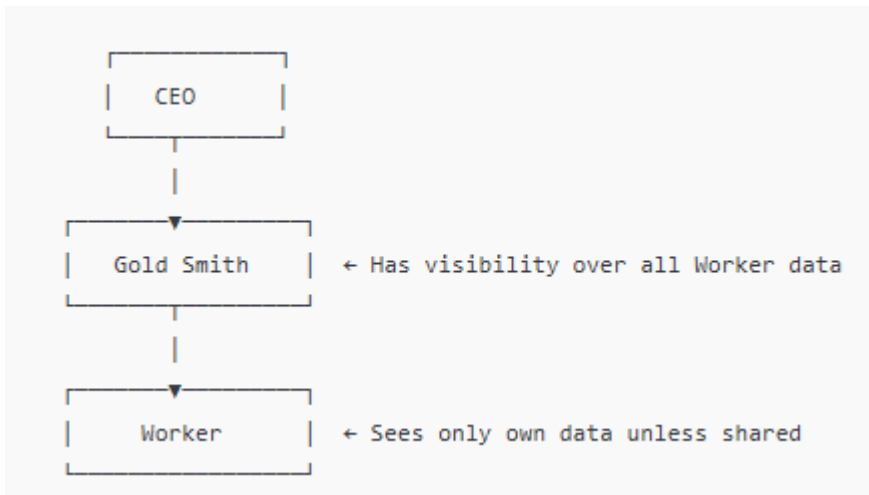 CEO
Gold Smith ← Has visibility over all Worker data
Worker ← Sees only own data unless shared